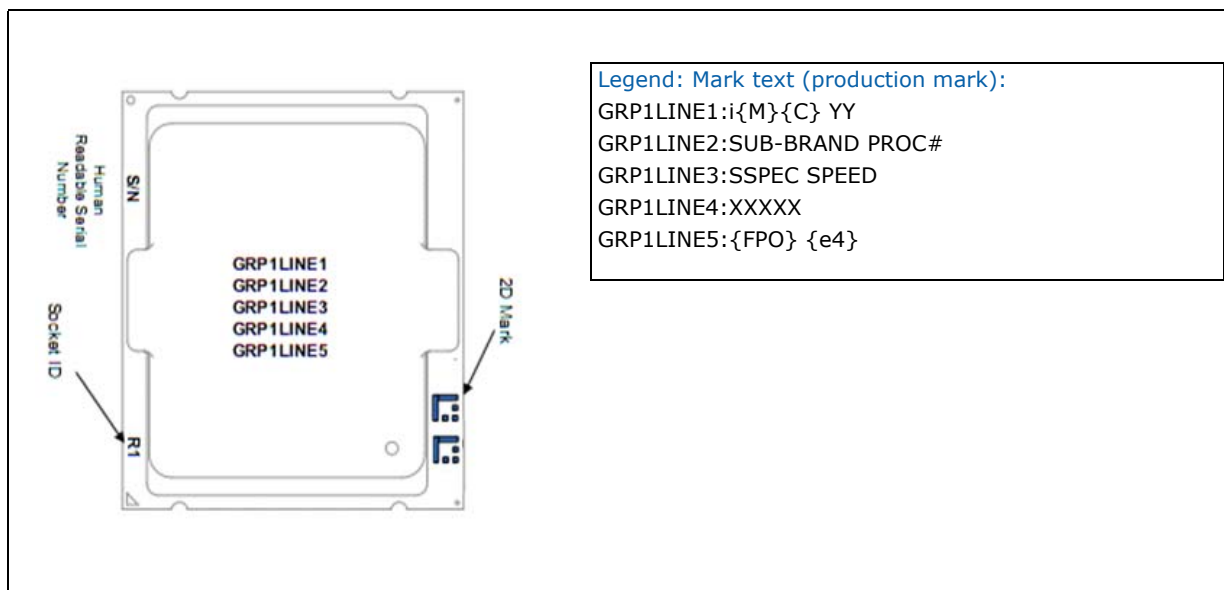 Legend: Mark text (production mark):
GRP1LINE1:i{M}{C} YY
GRP1LINE2:SUB-BRAND PROC#
GRP1LINE3:SSPEC SPEED
GRP1LINE4:XXXXX
GRP1LINE5:{FPO} {e4}
Human
Readable Serial
Number
S/N
GRP1LINE1
GRP1LINE2
GRP1LINE3
GRP1LINE4
GRP1LINE5
2D Mark
Socket ID
R1